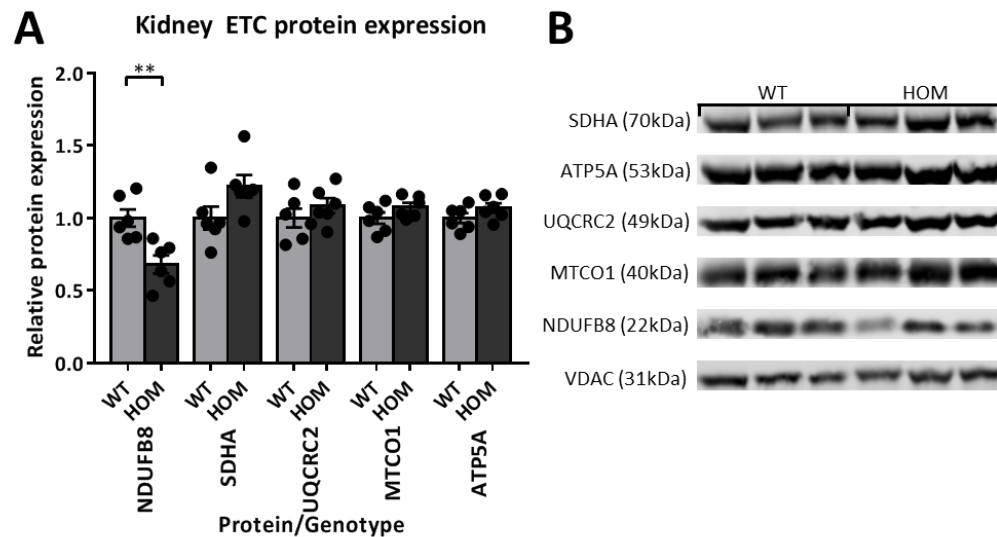 A
Kidney ETC protein expression
Relative protein expression
2.0
1.5
1.0
0.5
0.0
**
WT
HOM
WT
HOM
WT
HOM
WT
HOM
WT
HOM
NDUFB8
SDHA
UQCRC2
MTCO1
ATP5A
Protein/Genotype
B
WT HOM
SDHA (70kDa)
ATP5A (53kDa)
UQCRC2 (49kDa)
MTCO1 (40kDa)
NDUFB8 (22kDa)
VDAC (31kDa)